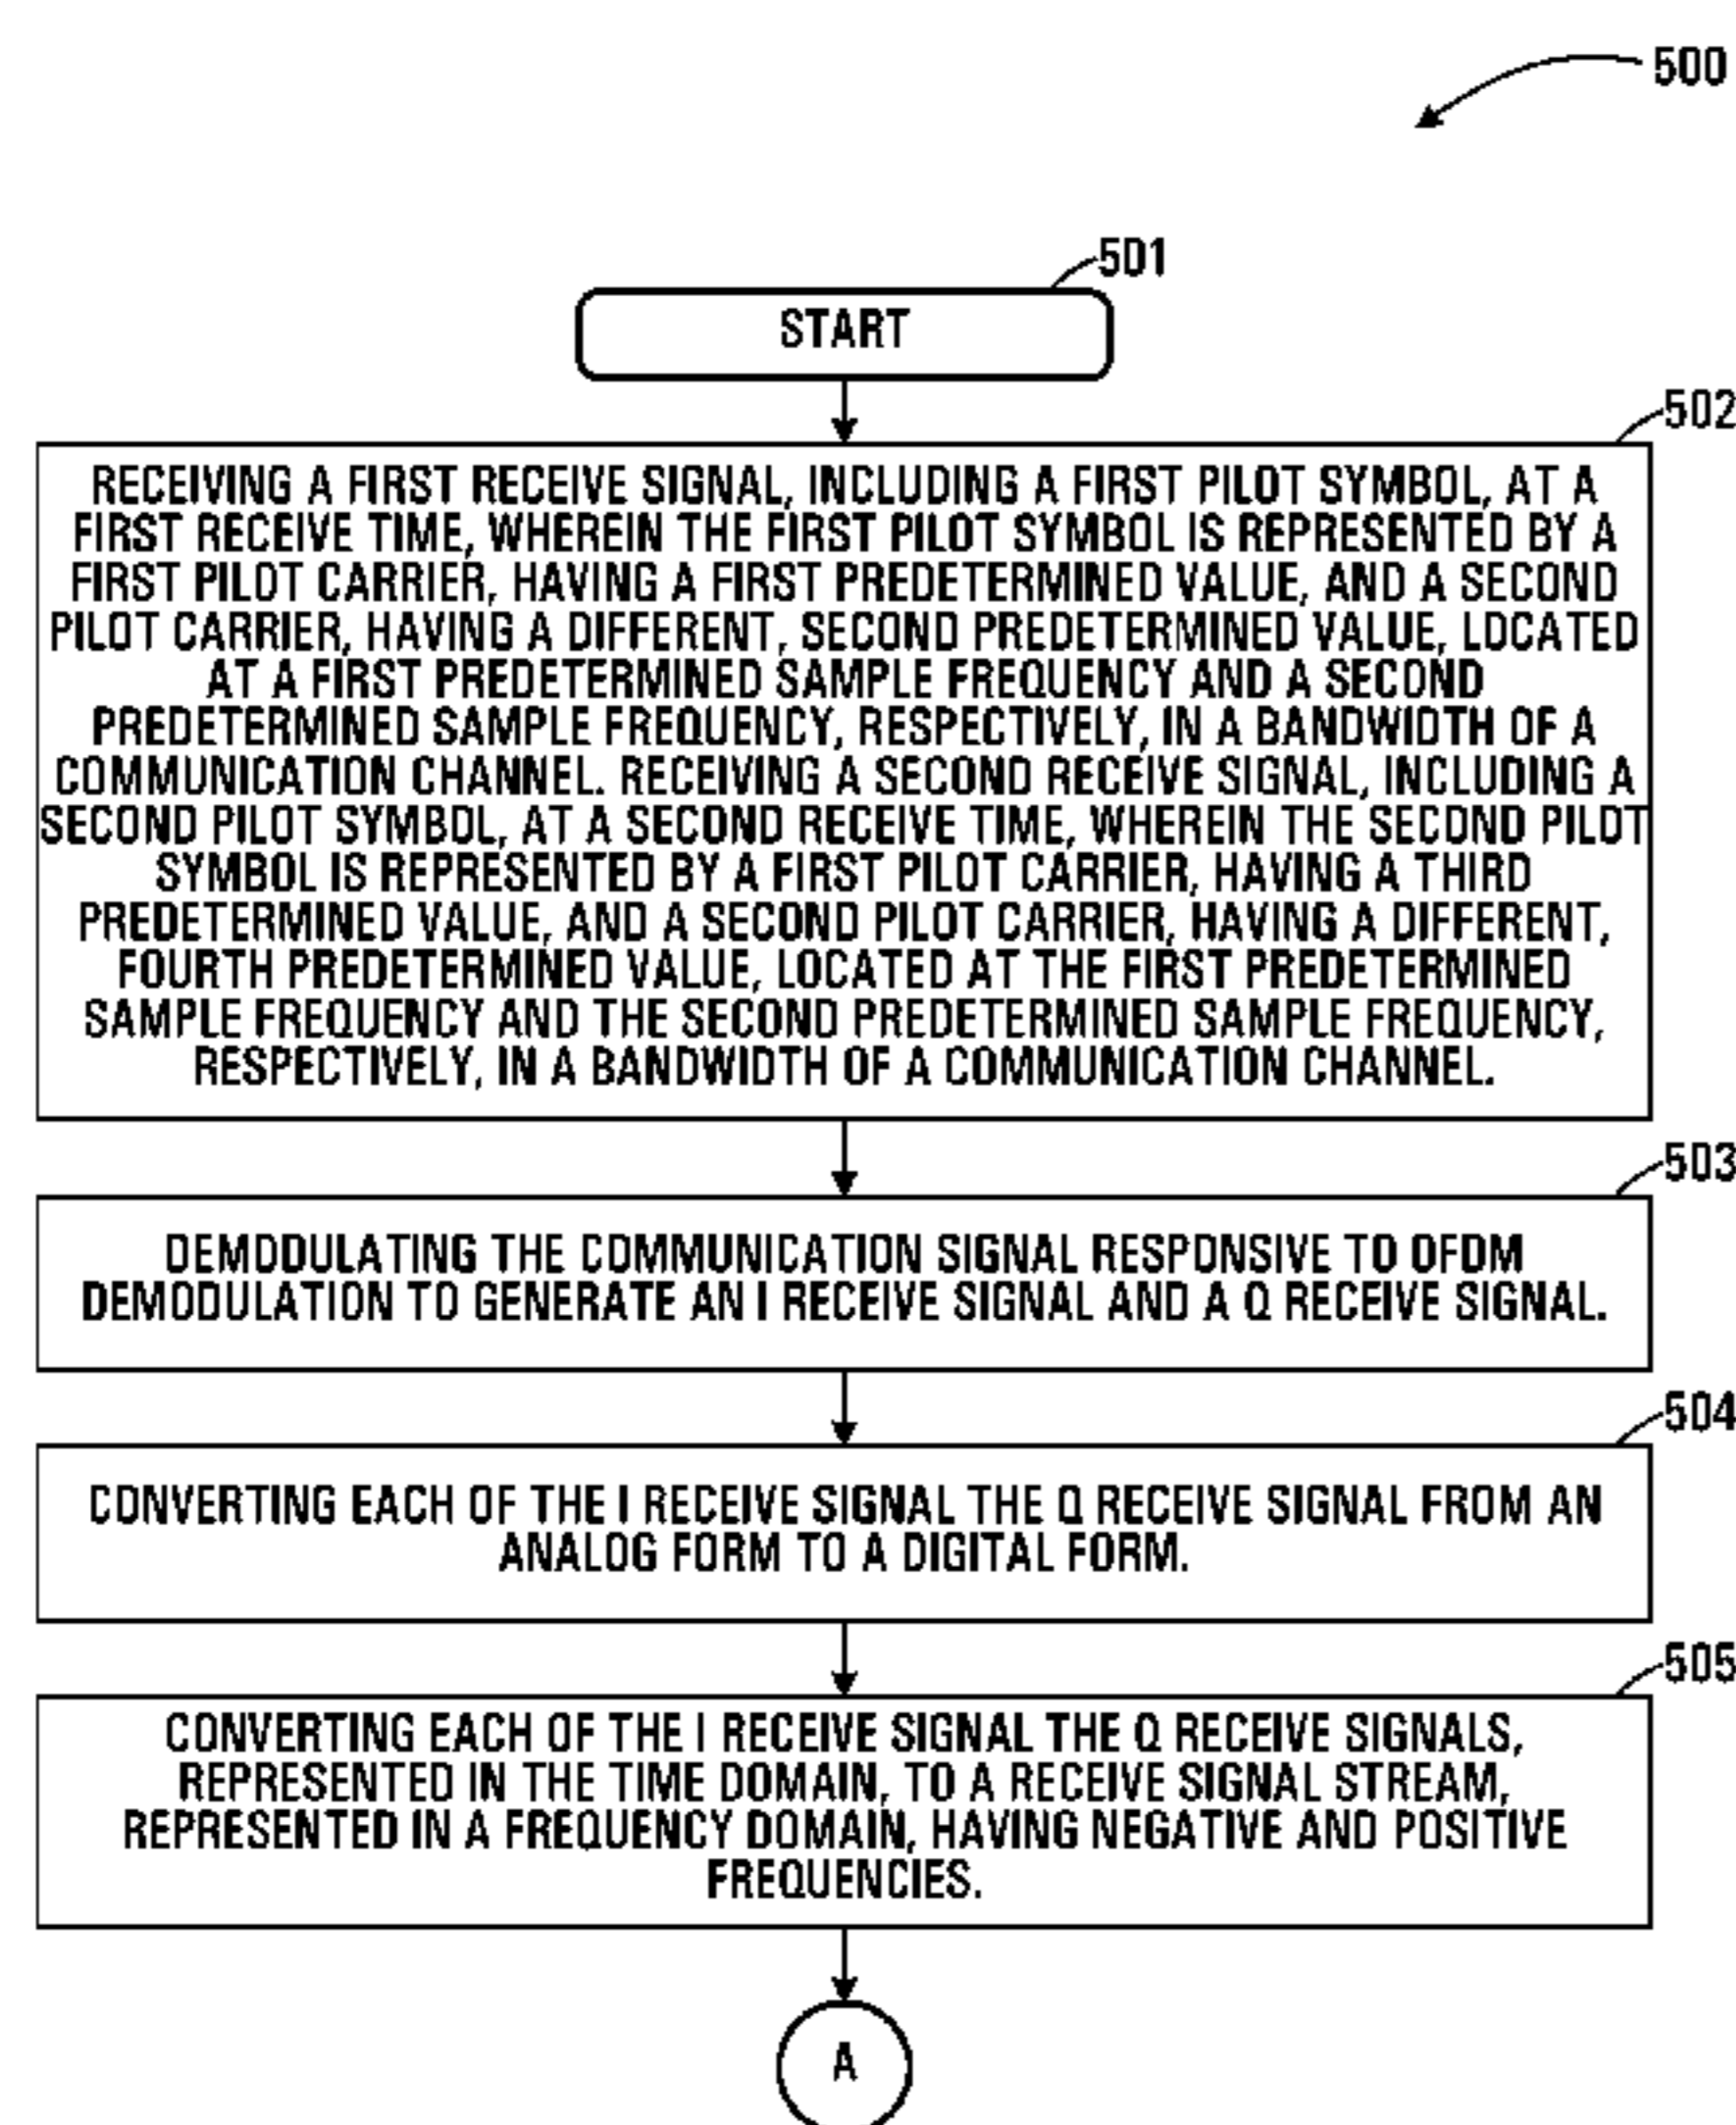 500
501
START
502
RECEIVING A FIRST RECEIVE SIGNAL, INCLUDING A FIRST PILOT SYMBOL, AT A
FIRST RECEIVE TIME, WHEREIN THE FIRST PILOT SYMBOL IS REPRESENTED BY A
FIRST PILOT CARRIER, HAVING A FIRST PREDETERMINED VALUE, AND A SECOND
PILOT CARRIER, HAVING A DIFFERENT, SECOND PREDETERMINED VALUE, LOCATED
AT A FIRST PREDETERMINED SAMPLE FREQUENCY AND A SECOND
PREDETERMINED SAMPLE FREQUENCY, RESPECTIVELY, IN A BANDWIDTH OF A
COMMUNICATION CHANNEL. RECEIVING A SECOND RECEIVE SIGNAL, INCLUDING A
SECOND PILOT SYMBOL, AT A SECOND RECEIVE TIME, WHEREIN THE SECOND PILOT
SYMBOL IS REPRESENTED BY A FIRST PILOT CARRIER, HAVING A THIRD
PREDETERMINED VALUE, AND A SECOND PILOT CARRIER, HAVING A DIFFERENT,
FOURTH PREDETERMINED VALUE, LOCATED AT THE FIRST PREDETERMINED
SAMPLE FREQUENCY AND THE SECOND PREDETERMINED SAMPLE FREQUENCY,
RESPECTIVELY, IN A BANDWIDTH OF A COMMUNICATION CHANNEL.
503
DEMODULATING THE COMMUNICATION SIGNAL RESPONSIVE TO OFDM
DEMODULATION TO GENERATE AN I RECEIVE SIGNAL AND A Q RECEIVE SIGNAL.
504
CONVERTING EACH OF THE I RECEIVE SIGNAL THE Q RECEIVE SIGNAL FROM AN
ANALOG FORM TO A DIGITAL FORM.
505
CONVERTING EACH OF THE I RECEIVE SIGNAL THE Q RECEIVE SIGNALS,
REPRESENTED IN THE TIME DOMAIN, TO A RECEIVE SIGNAL STREAM,
REPRESENTED IN A FREQUENCY DOMAIN, HAVING NEGATIVE AND POSITIVE
FREQUENCIES.
A